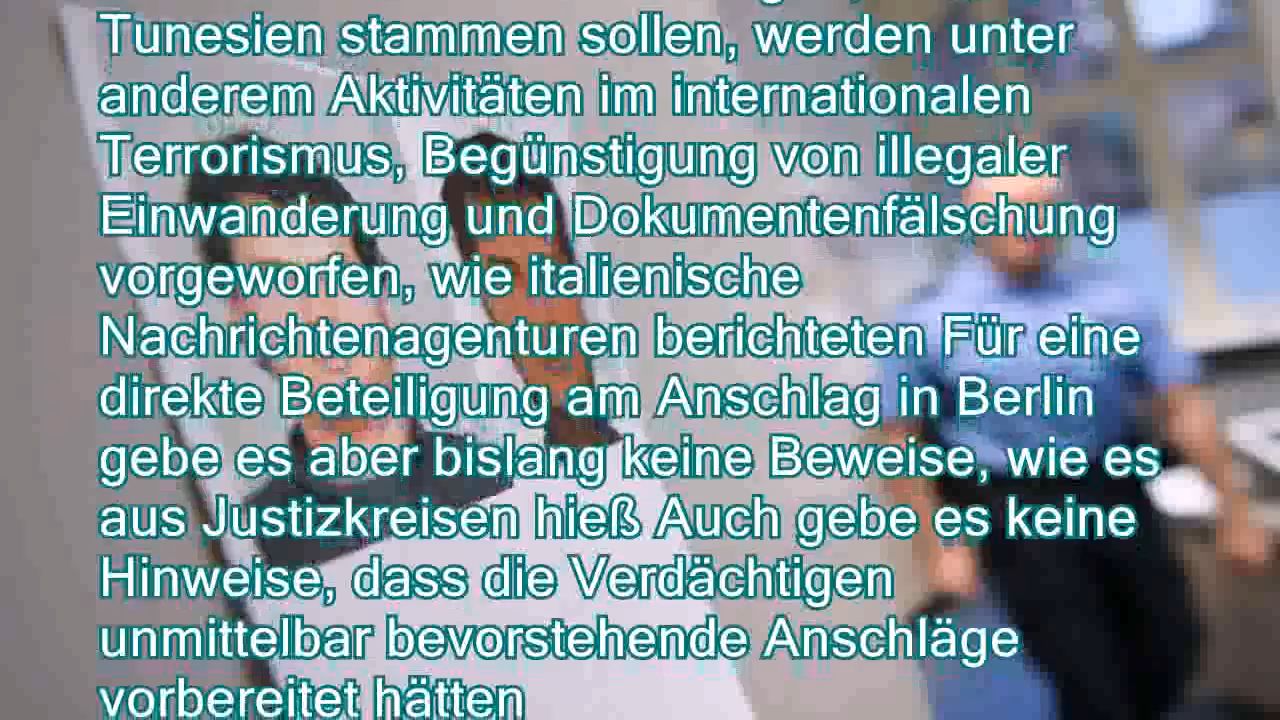 Tunesien stammen sollen, werden unter
anderem Aktivitäten im internationalen
Terrorismus, Begünstigung von illegaler
Einwanderung und Dokumentenfälschung
vorgeworfen, wie italienische
Nachrichtenagenturen berichteten Für eine
direkte Beteiligung am Anschlag in Berlin
gebe es aber bislang keine Beweise, wie es
aus Justizkreisen hieß Auch gebe es keine
Hinweise, dass die Verdächtigen
unmittelbar bevorstehende Anschläge
vorbereitet hätten